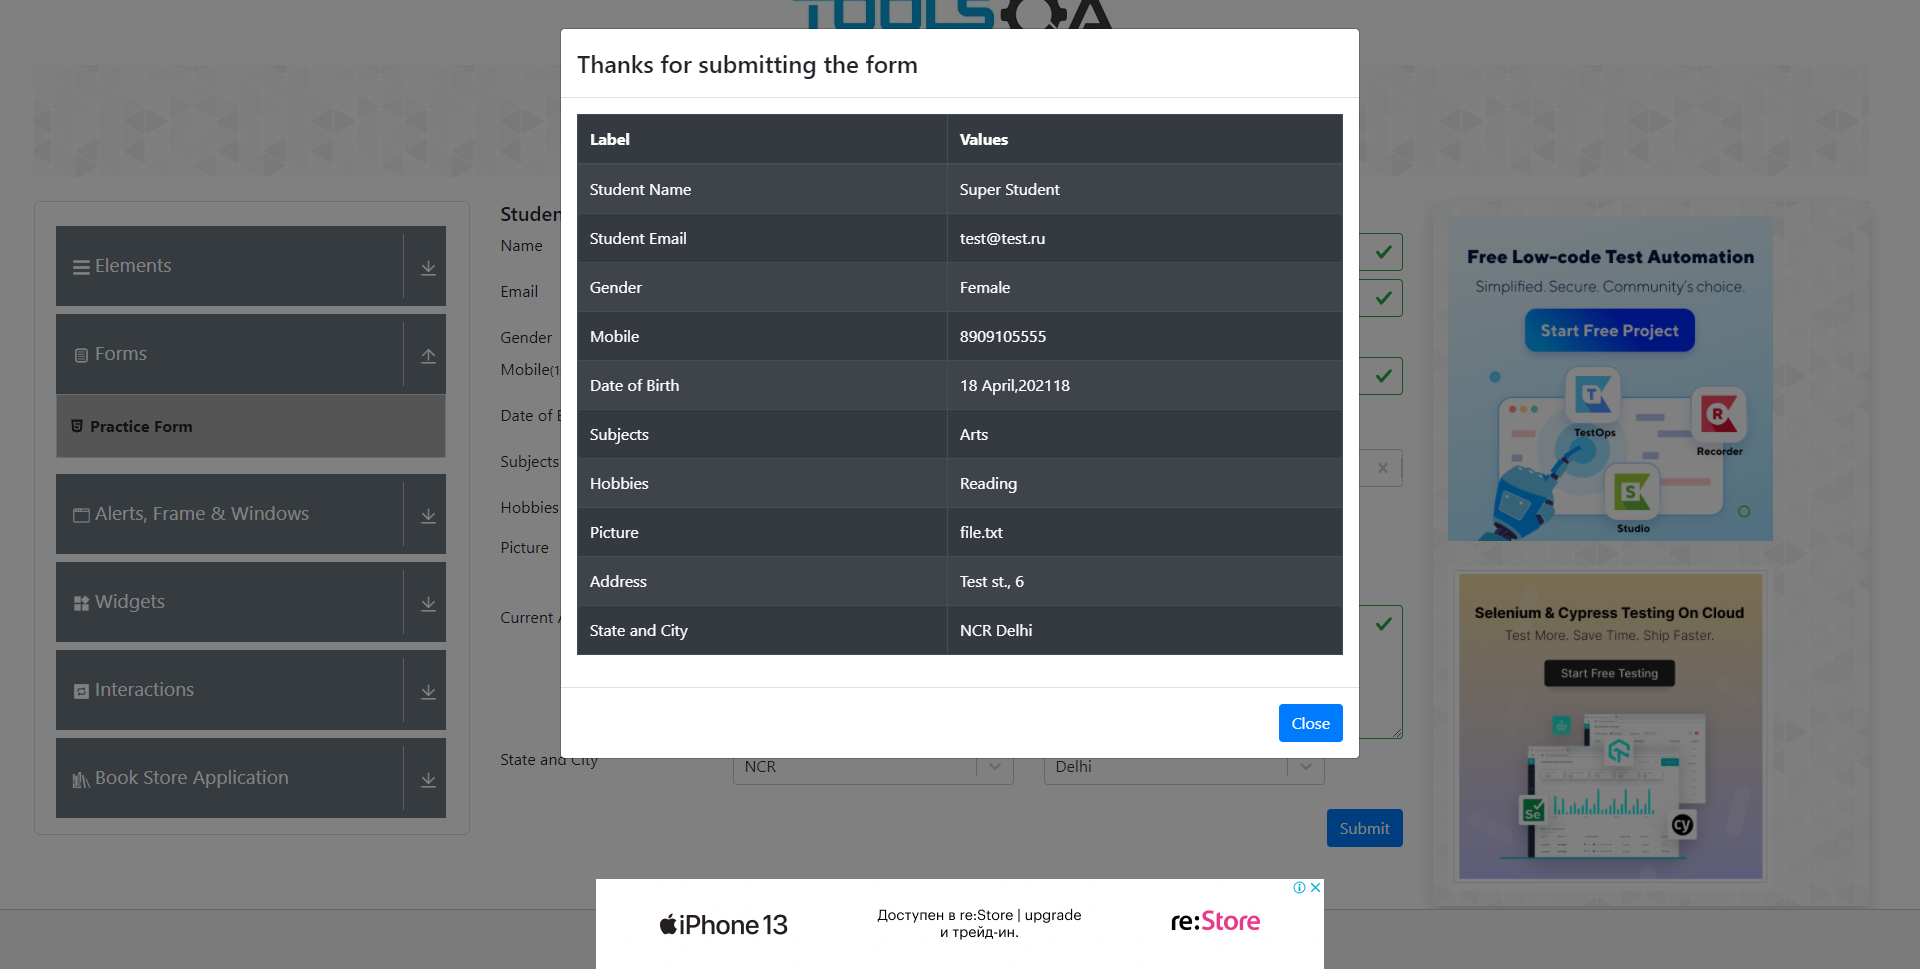 TOOLSQA
Thanks for submitting the form
Label Values
Student Name Super Student
Student Email test@test.ru
Gender Female
Mobile 8909105555
Date of Birth 18 April,202118
Subjects Arts
Hobbies Reading
Picture file.txt
Address Test st., 6
State and City NCR Delhi
Close
Elements
Forms
Practice Form
Alerts, Frame & Windows
Widgets
Interactions
Book Store Application
Studen
Name
Email
Gender
Mobile(1
Date of B
Subjects
Hobbies
Picture
Current A
State and City NCR Delhi
Submit
Free Low-code Test Automation
Simplified. Secure. Community's choice.
Start Free Project
TestOps
R
Recorder
S
Studio
Selenium & Cypress Testing On Cloud
Test More. Save Time. Ship Faster.
Start Free Testing
Se
cy
iPhone 13
Доступен в re:Store | upgrade
и трейд-ин.
re:Store